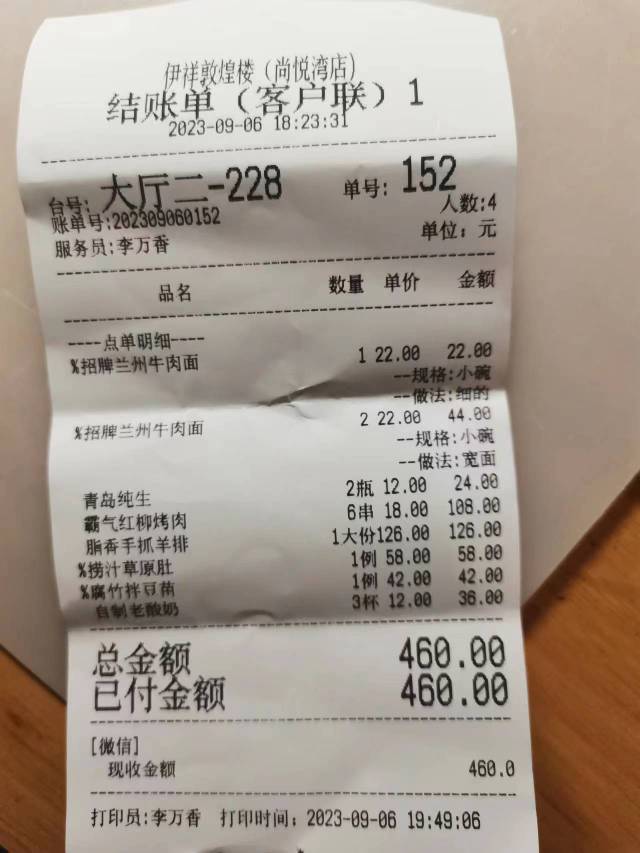 伊祥敦煌楼（尚悦湾店）
结账单（客户联）1
2023-09-06 18:23:31
台号: 大厅二-228 单号: 152
账单号:202309060152 人数:4
服务员:李万香 单位: 元
品名 数量 单价 金额
----点单明细----
%招牌兰州牛肉面 1 22.00 22.00
--规格:小碗
--做法:细的
%招牌兰州牛肉面 2 22.00 44.00
--规格:小碗
--做法:宽面
青岛纯生 2瓶 12.00 24.00
霸气红柳烤肉 6串 18.00 108.00
脂香手抓羊排 1大份126.00 126.00
%捞汁草原肚 1例 58.00 58.00
%腐竹拌豆苗 1例 42.00 42.00
自制老酸奶 3杯 12.00 36.00
总金额 460.00
已付金额 460.00
[微信]
现收金额 460.0
打印员:李万香 打印时间: 2023-09-06 19:49:06